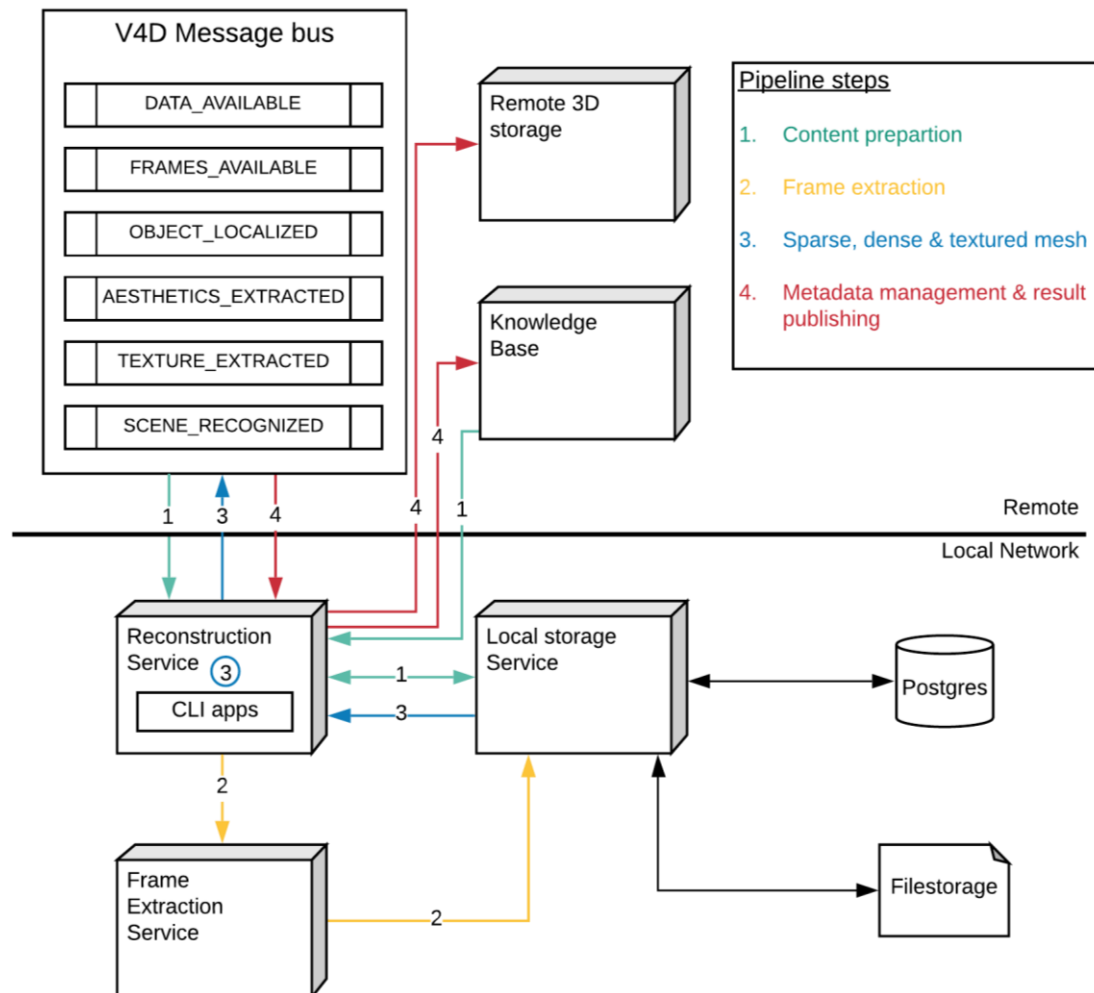 V4D Message bus
DATA_AVAILABLE
FRAMES_AVAILABLE
OBJECT_LOCALIZED
AESTHETICS_EXTRACTED
TEXTURE_EXTRACTED
SCENE_RECOGNIZED
Remote 3D
storage
Knowledge
Base
Pipeline steps
1. Content prepartion
2. Frame extraction
3. Sparse, dense & textured mesh
4. Metadata management & result
publishing
1
3
4
4
4
1
Remote
Local Network
Reconstruction
Service
3
CLI apps
1
3
Local storage
Service
Postgres
2
Frame
Extraction
Service
2
Filestorage